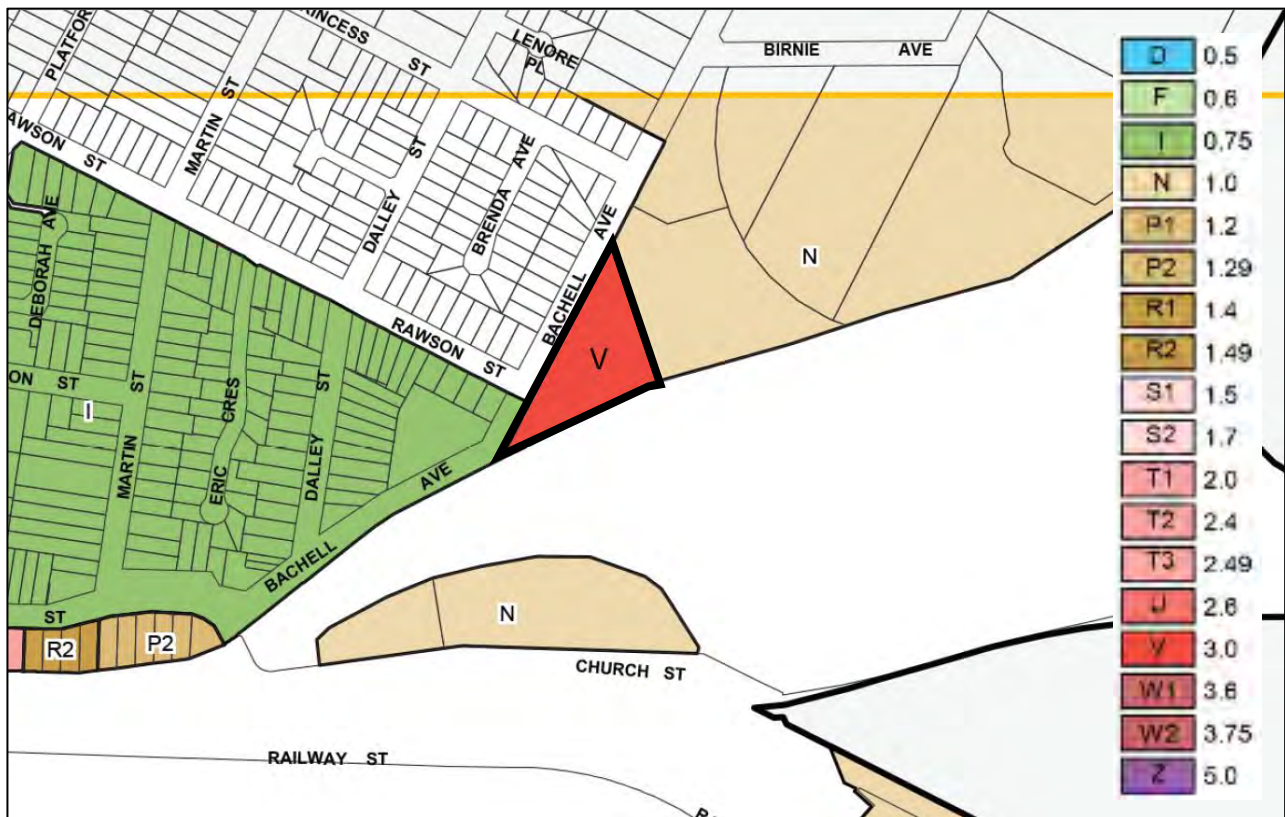 PLATFOR
RINCESS ST
LENORE PL
BIRNIE AVE
AWSON ST
MARTIN ST
DALLEY ST
BRENDA AVE
BACHELL AVE
RAWSON ST
DEBORAH AVE
ON ST
I
MARTIN ST
ERIC CRES
DALLEY ST
BACHELL AVE
V
N
ST
R2
P2
N
CHURCH ST
RAILWAY ST
D 0.5
F 0.6
I 0.75
N 1.0
P1 1.2
P2 1.29
R1 1.4
R2 1.49
S1 1.5
S2 1.7
T1 2.0
T2 2.4
T3 2.49
U 2.6
V 3.0
W1 3.6
W2 3.75
Z 5.0